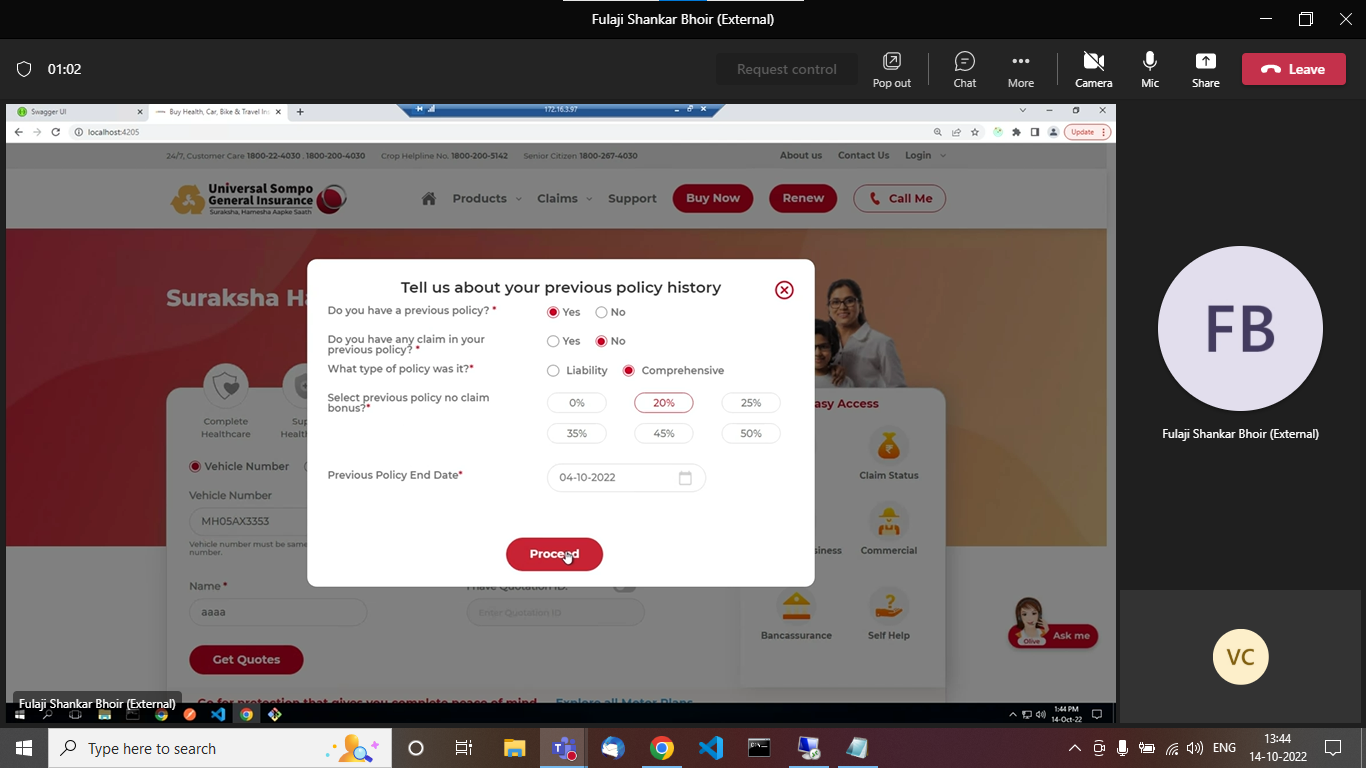 Fulaji Shankar Bhoir (External)
01:02
Request control
Pop out
Chat
More
Camera
Mic
Share
Leave
Swagger UI
Buy Health, Car, Bike & Travel In
172.16.3.97
localhost:4205
Update
24/7, Customer Care 1800-22-4030 . 1800-200-4030
Crop Helpline No. 1800-200-5142
Senior Citizen 1800-267-4030
About us
Contact Us
Login
Universal Sompo
General Insurance
Suraksha, Hamesha Aapke Saath
Products
Claims
Support
Buy Now
Renew
Call Me
Suraksha
Tell us about your previous policy history
Do you have a previous policy? *
Yes
No
Do you have any claim in your
previous policy? *
Yes
No
What type of policy was it?*
Liability
Comprehensive
Select previous policy no claim
bonus?*
0%
20%
25%
35%
45%
50%
Previous Policy End Date*
04-10-2022
Proceed
Complete
Healthcare
Sup
Healt
Vehicle Number
Vehicle Number
MH05AX3353
Vehicle number must be same
number.
Name *
aaaa
I have Quotation ID.
Enter Quotation ID
Get Quotes
asy Access
Claim Status
siness
Commercial
Bancassurance
Self Help
Olive
Ask me
Go for protection that gives you complete peace of mind
Explore all Motor Plans
FB
Fulaji Shankar Bhoir (External)
VC
Fulaji Shankar Bhoir (External)
1:44 PM
14-Oct-22
Type here to search
ENG
13:44
14-10-2022